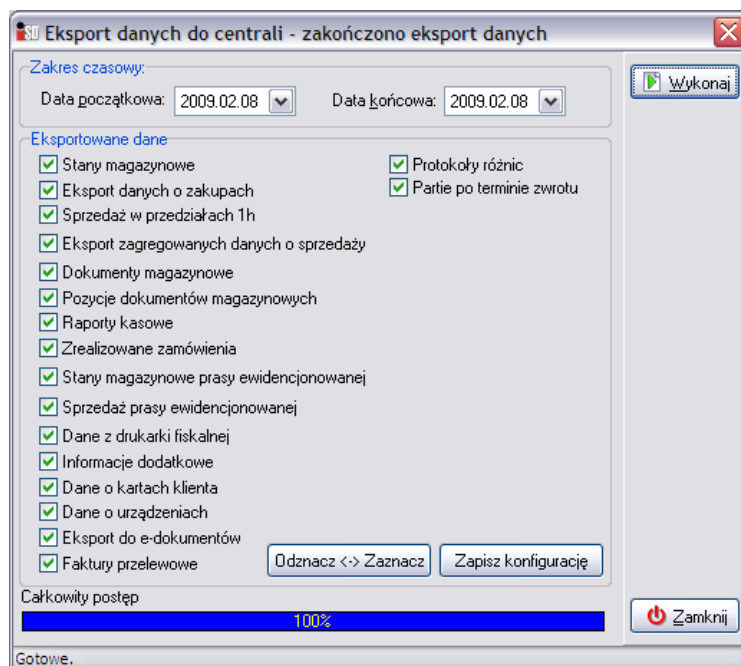 iSU Eksport danych do centrali - zakończono eksport danych
Zakres czasowy:
Data początkowa: 2009.02.08 Data końcowa: 2009.02.08
Wykonaj
Eksportowane dane
Stany magazynowe
Eksport danych o zakupach
Sprzedaż w przedziałach 1h
Eksport zagregowanych danych o sprzedaży
Dokumenty magazynowe
Pozycje dokumentów magazynowych
Raporty kasowe
Zrealizowane zamówienia
Stany magazynowe prasy ewidencjonowanej
Sprzedaż prasy ewidencjonowanej
Dane z drukarki fiskalnej
Informacje dodatkowe
Dane o kartach klienta
Dane o urządzeniach
Eksport do e-dokumentów
Faktury przelewowe
Protokoły różnic
Partie po terminie zwrotu
Odznacz <-> Zaznacz Zapisz konfigurację
Całkowity postęp
100%
Zamknij
Gotowe.